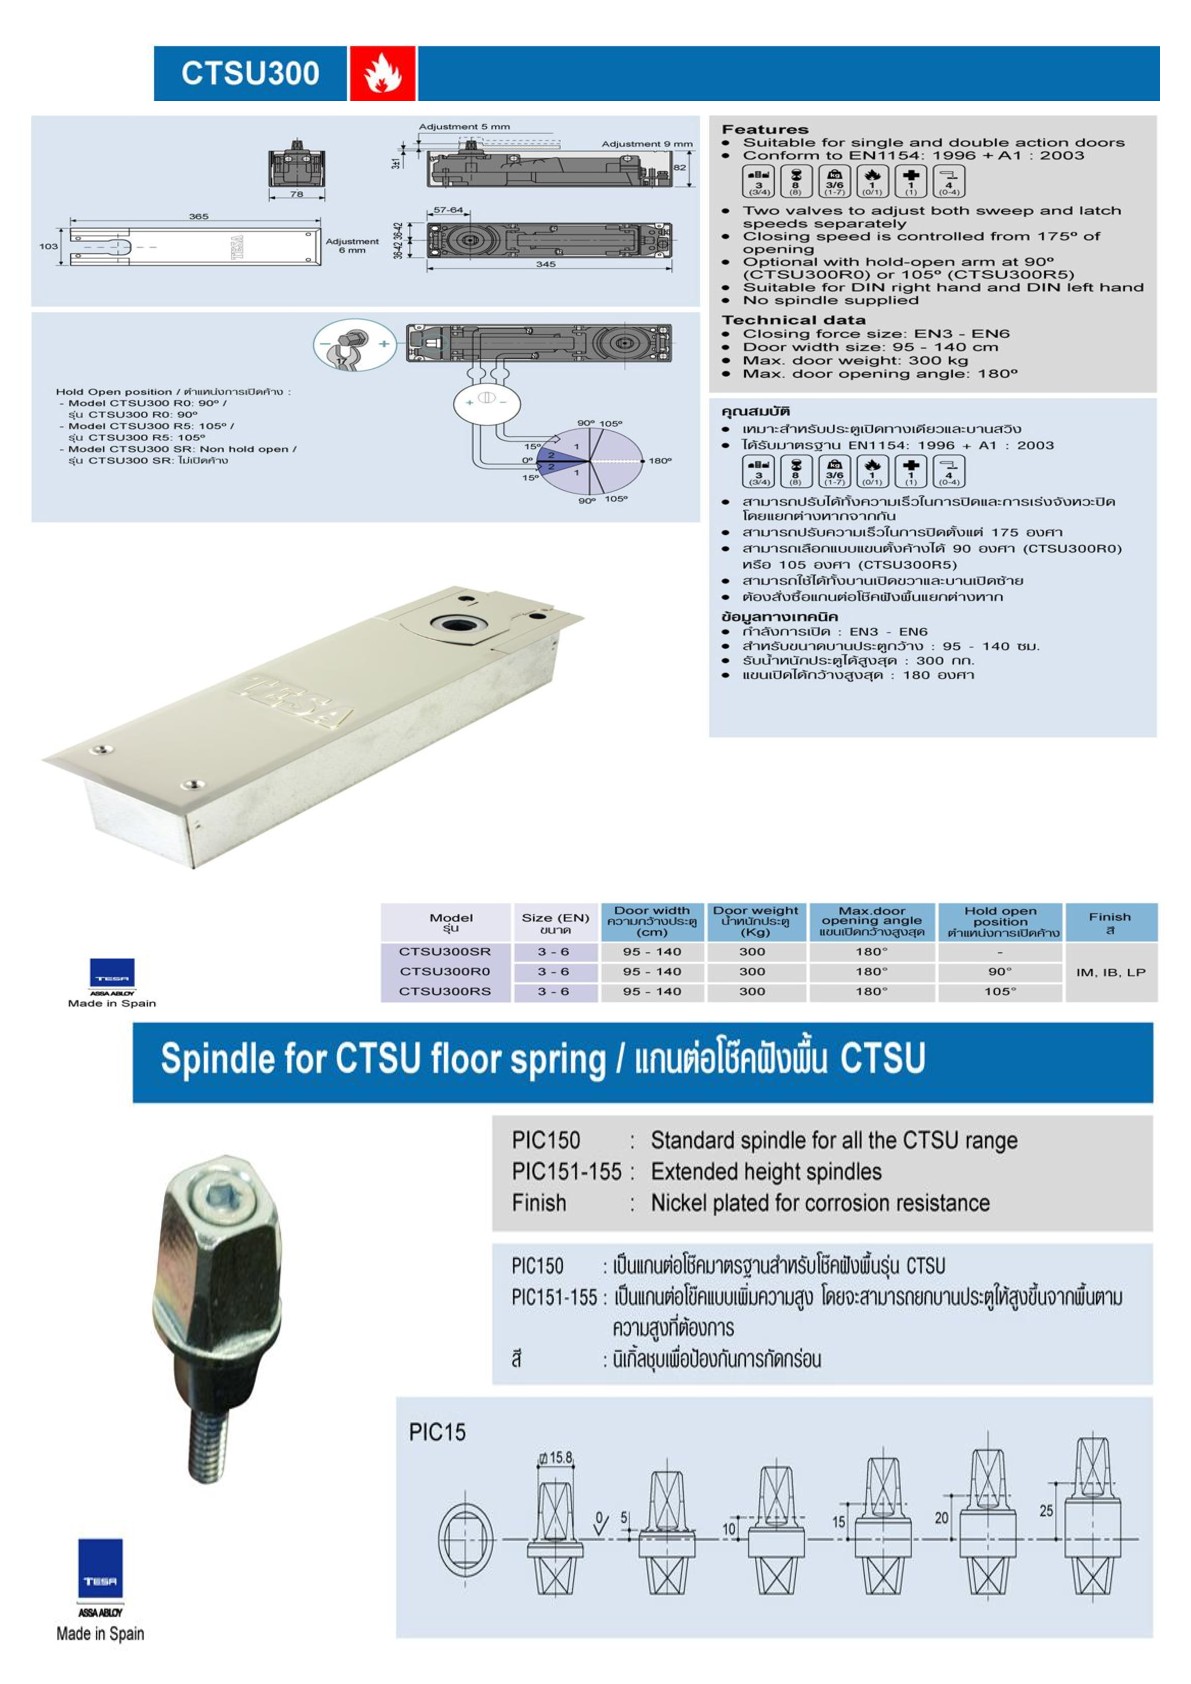 CTSU300
Adjustment 5 mm
Adjustment 9 mm
3±1
82
78
365
57-64
103
Adjustment
6 mm
36-42 36-42
345
TESA
Features
• Suitable for single and double action doors
• Conform to EN1154: 1996 + A1 : 2003
3 8 3/6 1 1 4
(3/4) (8) (1-7) (0/1) (1) (0-4)
• Two valves to adjust both sweep and latch
speeds separately
• Closing speed is controlled from 175º of
opening
• Optional with hold-open arm at 90º
(CTSU300R0) or 105º (CTSU300R5)
• Suitable for DIN right hand and DIN left hand
• No spindle supplied
Technical data
• Closing force size: EN3 - EN6
• Door width size: 95 - 140 cm
• Max. door weight: 300 kg
• Max. door opening angle: 180º
Hold Open position / ตำแหน่งการเปิดค้าง :
- Model CTSU300 R0: 90º /
รุ่น CTSU300 R0: 90º
- Model CTSU300 R5: 105º /
รุ่น CTSU300 R5: 105º
- Model CTSU300 SR: Non hold open /
รุ่น CTSU300 SR: ไม่เปิดค้าง
- +
+ -
90º 105º
15º 1
2
0º 180º
2
15º 1
90º 105º
คุณสมบัติ
• เหมาะสำหรับประตูเปิดทางเดียวและบานสวิง
• ได้รับมาตรฐาน EN1154: 1996 + A1 : 2003
3 8 3/6 1 1 4
(3/4) (8) (1-7) (0/1) (1) (0-4)
• สามารถปรับได้ทั้งความเร็วในการปิดและการเร่งจังหวะปิด
โดยแยกต่างหากจากกัน
• สามารถปรับความเร็วในการปิดตั้งแต่ 175 องศา
• สามารถเลือกแบบแขนตั้งค้างได้ 90 องศา (CTSU300R0)
หรือ 105 องศา (CTSU300R5)
• สามารถใช้ได้ทั้งบานเปิดขวาและบานเปิดซ้าย
• ต้องสั่งซื้อแกนต่อโช๊คฝังพื้นแยกต่างหาก
ข้อมูลทางเทคนิค
• กำลังการเปิด : EN3 - EN6
• สำหรับขนาดบานประตูกว้าง : 95 - 140 ซม.
• รับน้ำหนักประตูได้สูงสุด : 300 กก.
• แขนเปิดได้กว้างสูงสุด : 180 องศา
TESA
Model รุ่น Size (EN) ขนาด Door width ความกว้างประตู (cm) Door weight น้ำหนักประตู (Kg) Max.door opening angle แขนเปิดกว้างสูงสุด Hold open position ตำแหน่งการเปิดค้าง Finish สี
CTSU300SR 3 - 6 95 - 140 300 180° -
CTSU300R0 3 - 6 95 - 140 300 180° 90° IM, IB, LP
CTSU300RS 3 - 6 95 - 140 300 180° 105°
TESA
ASSA ABLOY
Made in Spain
Spindle for CTSU floor spring / แกนต่อโช๊คฝังพื้น CTSU
PIC150 : Standard spindle for all the CTSU range
PIC151-155 : Extended height spindles
Finish : Nickel plated for corrosion resistance
PIC150 : เป็นแกนต่อโช๊คมาตรฐานสำหรับโช๊คฝังพื้นรุ่น CTSU
PIC151-155 : เป็นแกนต่อโช๊คแบบเพิ่มความสูง โดยจะสามารถยกบานประตูให้สูงขึ้นจากพื้นตาม
ความสูงที่ต้องการ
สี : นิเกิ้ลชุบเพื่อป้องกันการกัดกร่อน
PIC15
15.8
0 5 10 15 20 25
TESA
ASSA ABLOY
Made in Spain